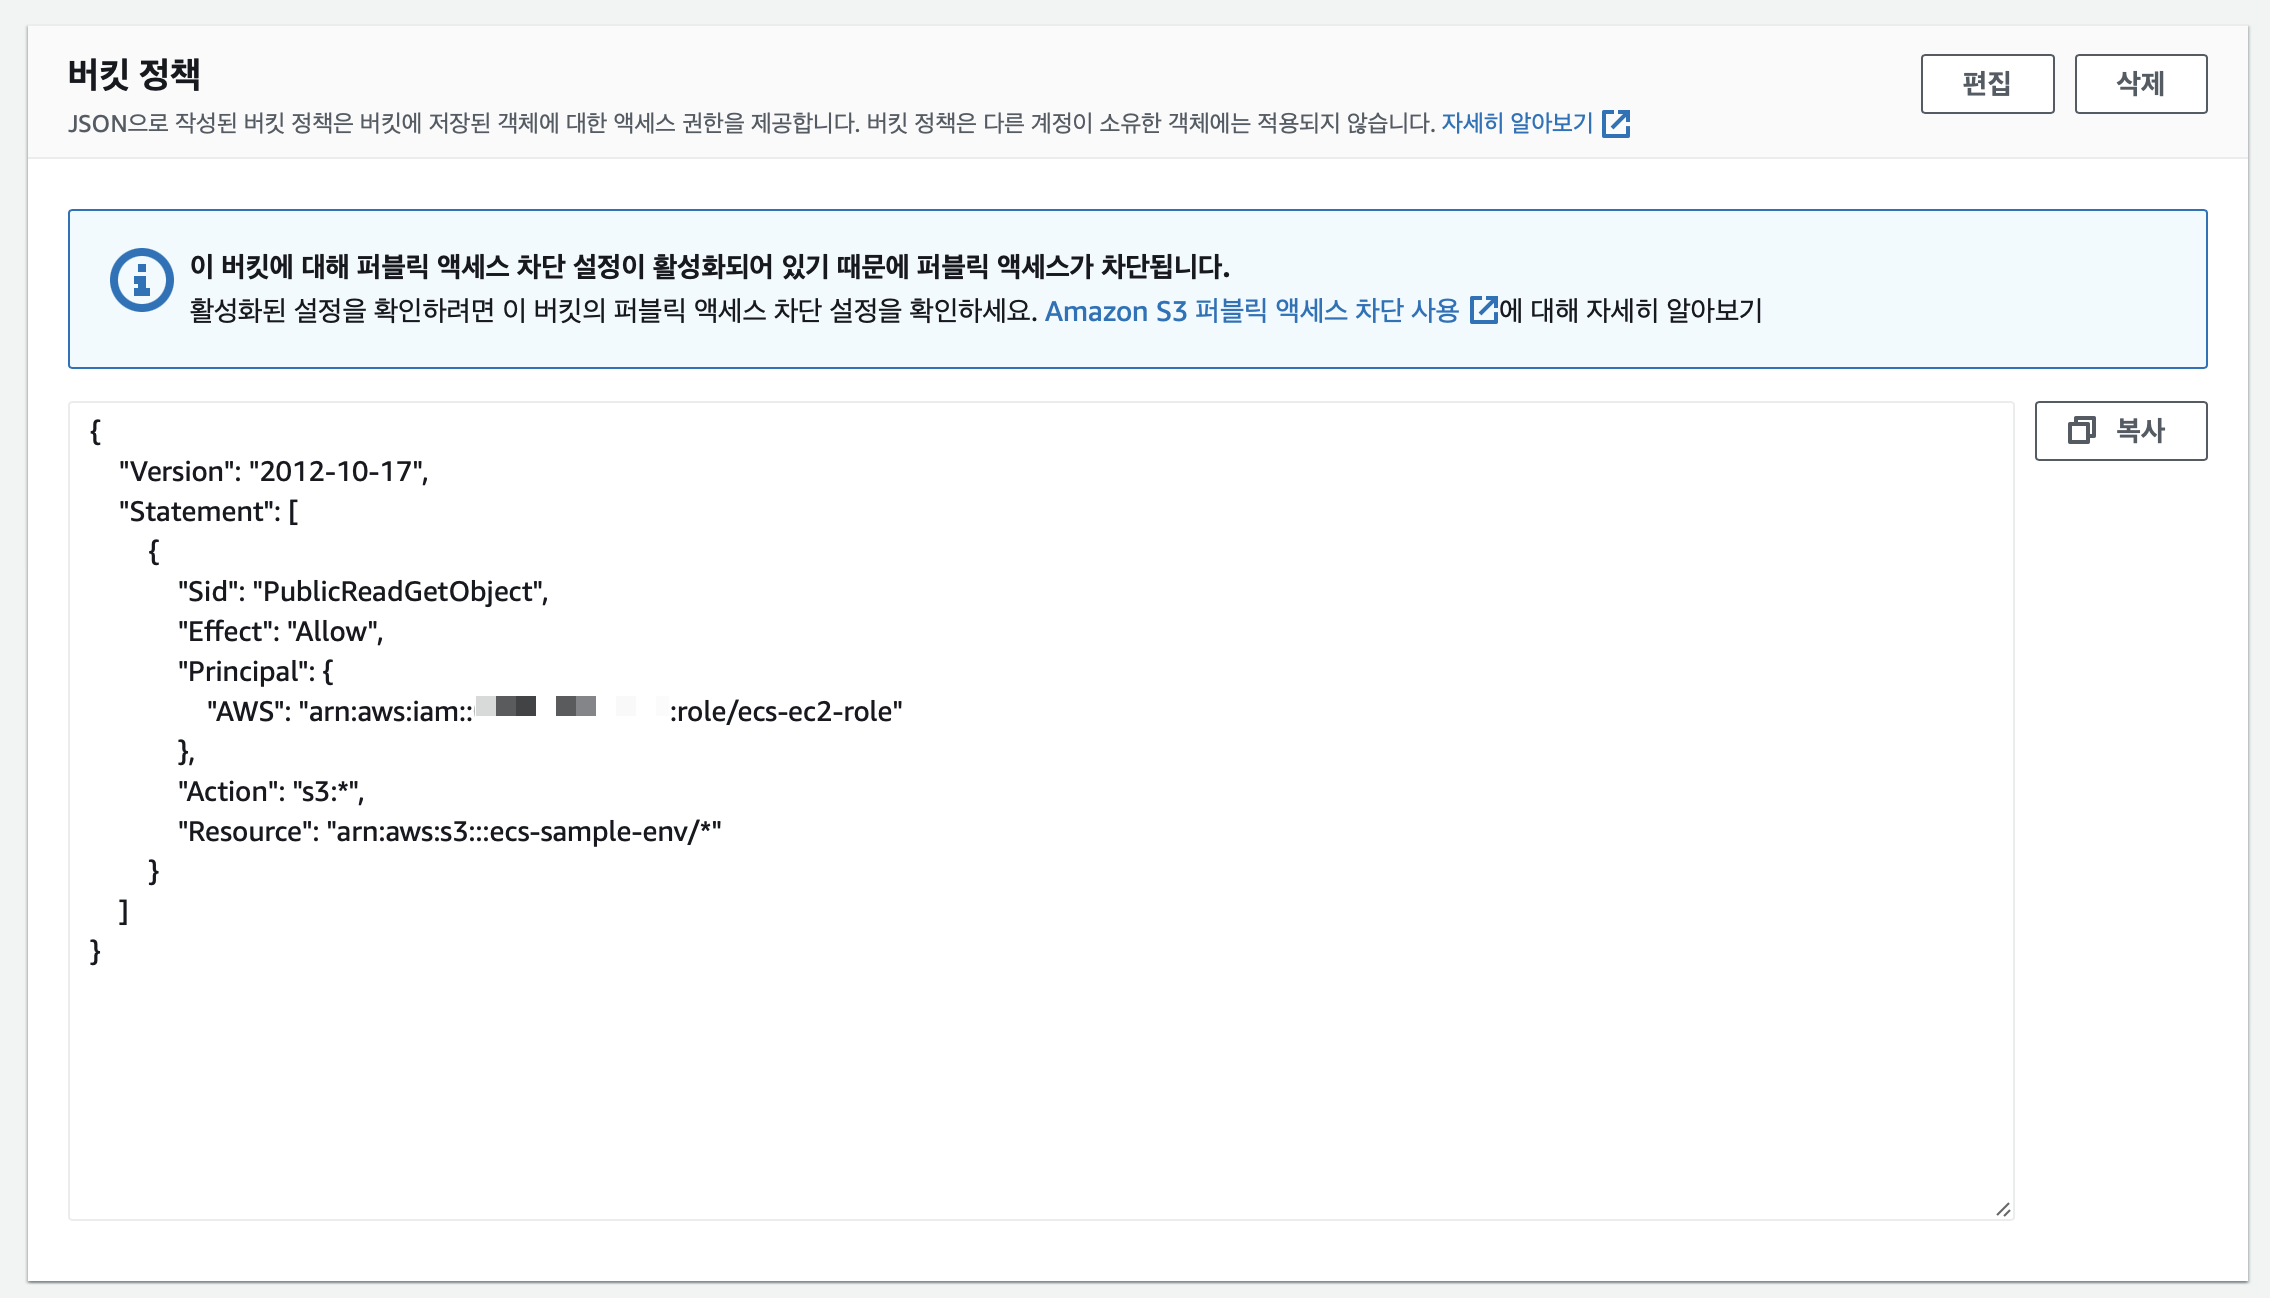 버킷 정책
편집
삭제
JSON으로 작성된 버킷 정책은 버킷에 저장된 객체에 대한 액세스 권한을 제공합니다. 버킷 정책은 다른 계정이 소유한 객체에는 적용되지 않습니다. 자세히 알아보기
이 버킷에 대해 퍼블릭 액세스 차단 설정이 활성화되어 있기 때문에 퍼블릭 액세스가 차단됩니다.
활성화된 설정을 확인하려면 이 버킷의 퍼블릭 액세스 차단 설정을 확인하세요. Amazon S3 퍼블릭 액세스 차단 사용 에 대해 자세히 알아보기
복사
{
"Version": "2012-10-17",
"Statement": [
{
"Sid": "PublicReadGetObject",
"Effect": "Allow",
"Principal": {
"AWS": "arn:aws:iam:: :role/ecs-ec2-role"
},
"Action": "s3:*",
"Resource": "arn:aws:s3:::ecs-sample-env/*"
}
]
}